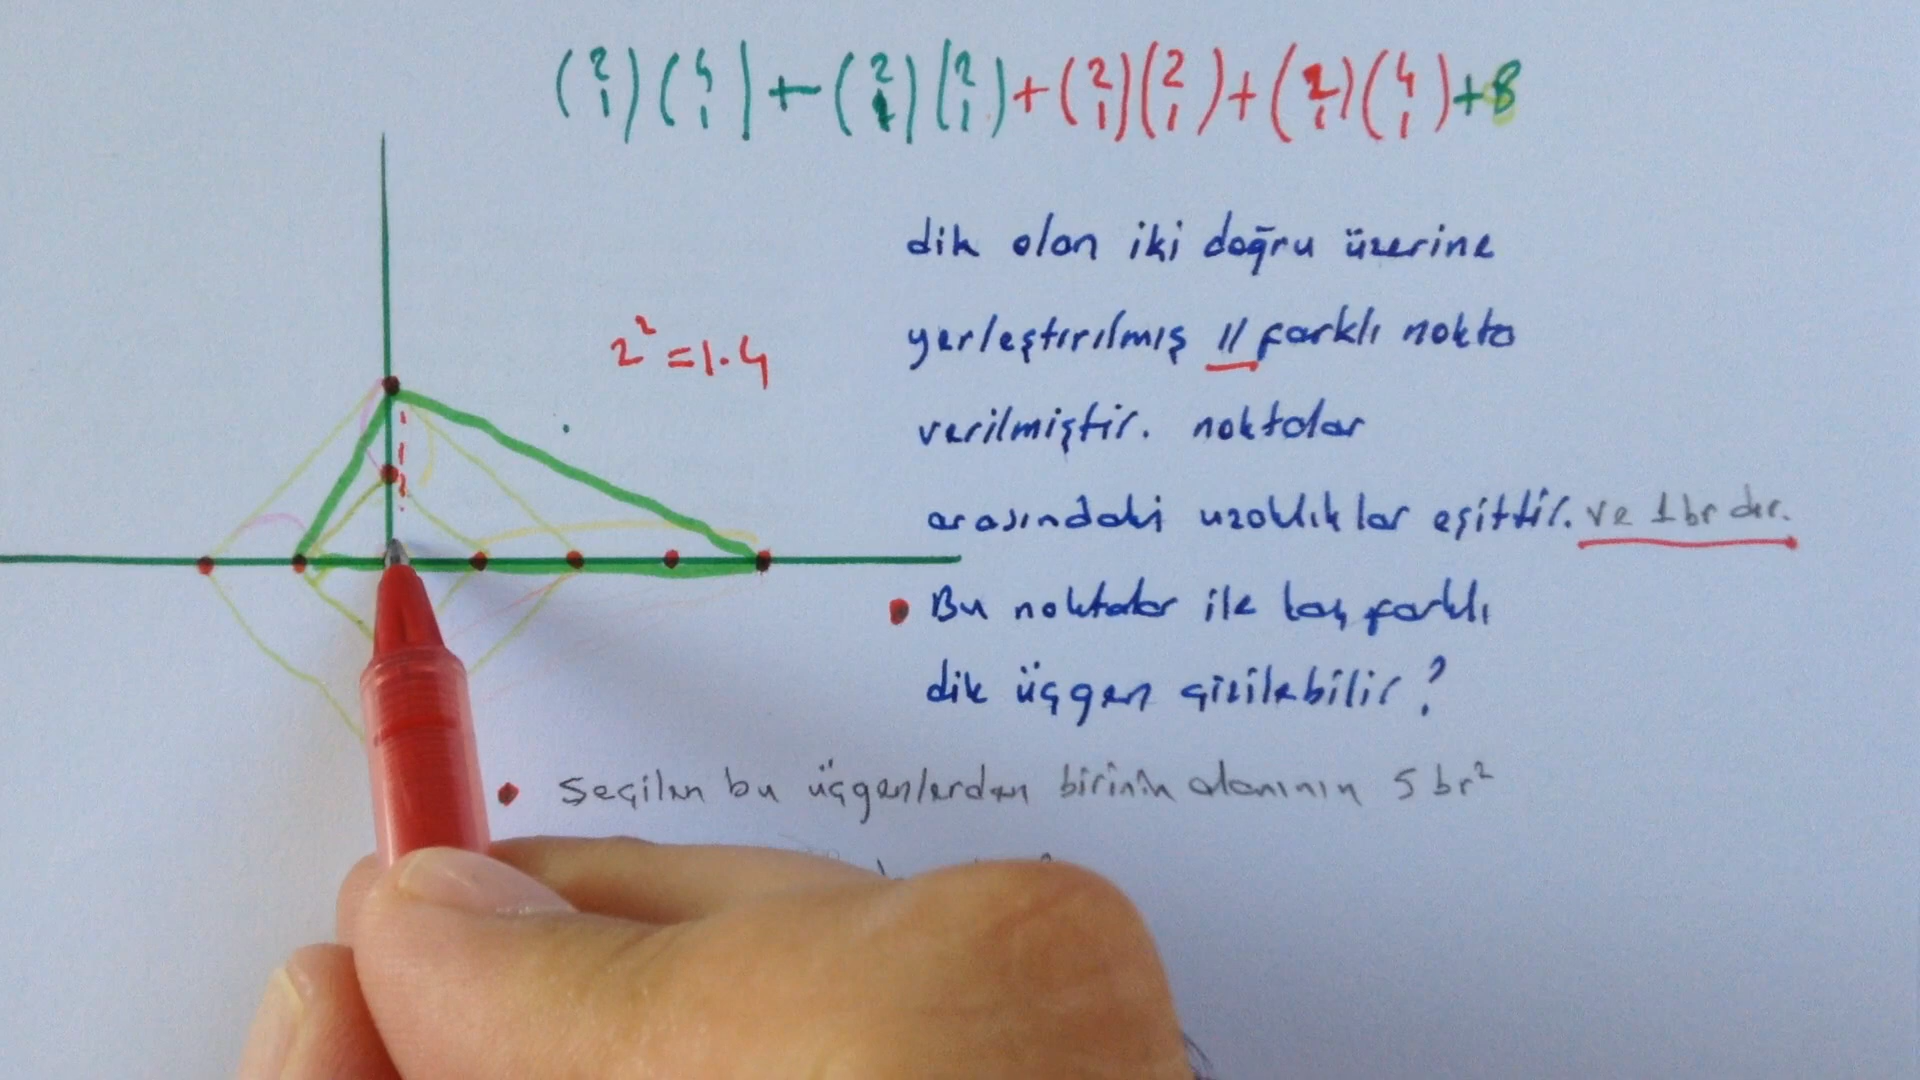 (2 1)(4 1)+(2 1)(2 1)+(2 1)(2 1)+(2 1)(4 1)+8
dik olan iki doğru üzerine
2²=1.4
yerleştirilmiş 11 farklı nokta
verilmiştir. noktalar
arasındaki uzaklıklar eşittir. ve 1br dir.
• Bu noktalar ile kaç farklı
dik üçgen çizilebilir?
• Seçilen bu üçgenlerden birinin alanının 5 br²